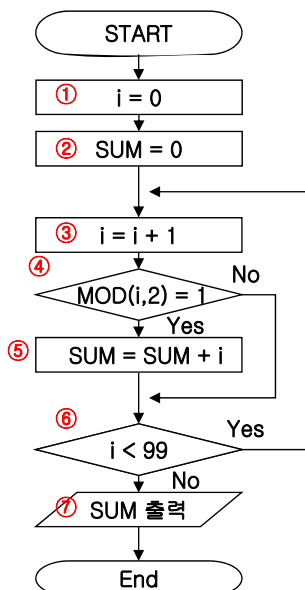 START
① i = 0
② SUM = 0
③ i = i + 1
④
No
MOD(i,2) = 1
Yes
⑤ SUM = SUM + i
⑥
Yes
i < 99
No
⑦ SUM 출력
End